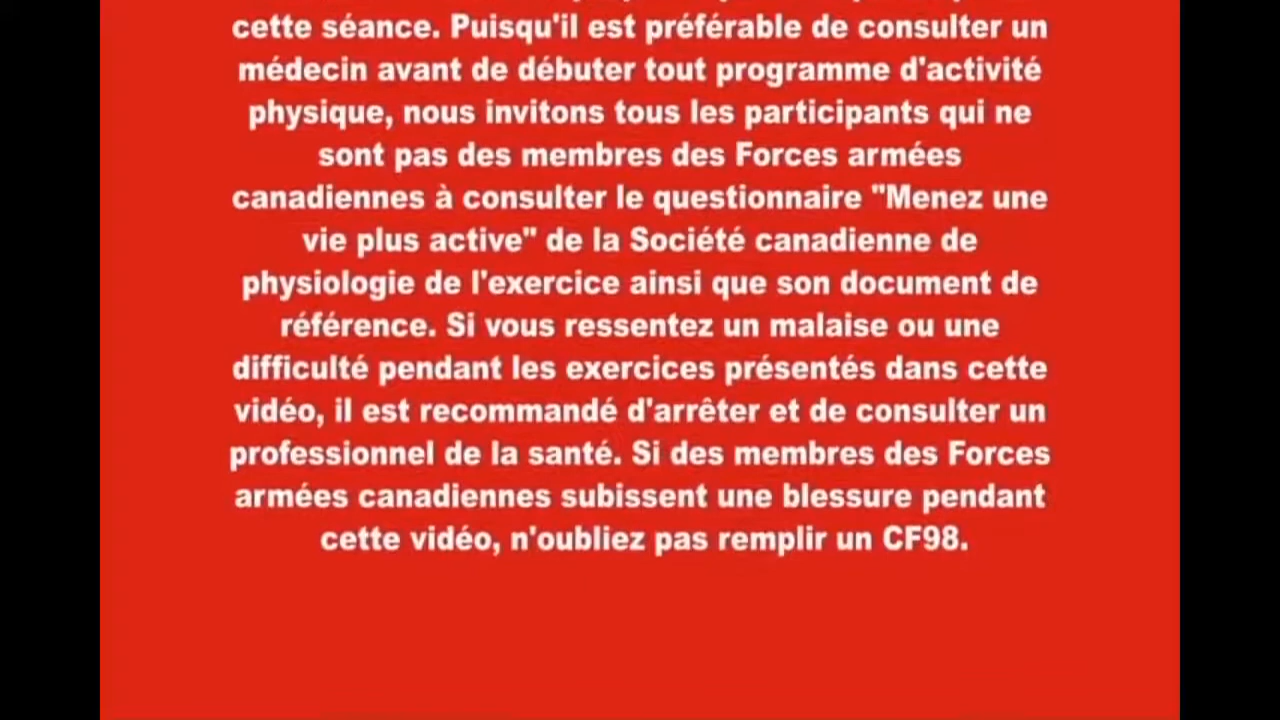 cette séance. Puisqu'il est préférable de consulter un
médecin avant de débuter tout programme d'activité
physique, nous invitons tous les participants qui ne
sont pas des membres des Forces armées
canadiennes à consulter le questionnaire "Menez une
vie plus active" de la Société canadienne de
physiologie de l'exercice ainsi que son document de
référence. Si vous ressentez un malaise ou une
difficulté pendant les exercices présentés dans cette
vidéo, il est recommandé d'arrêter et de consulter un
professionnel de la santé. Si des membres des Forces
armées canadiennes subissent une blessure pendant
cette vidéo, n'oubliez pas remplir un CF98.